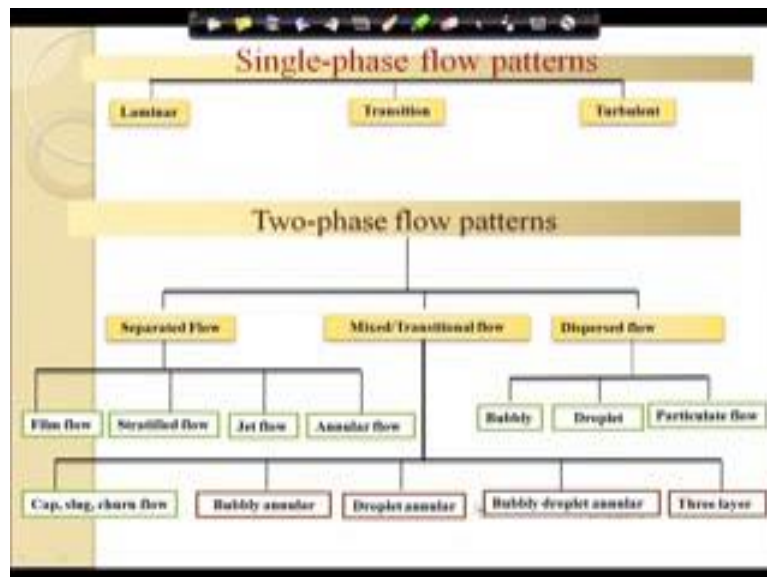 Single-phase flow patterns
Laminar
Transition
Turbulent
Two-phase flow patterns
Separated Flow
Mixed/Transitional flow
Dispersed flow
Film flow
Stratified flow
Jet flow
Annular flow
Bubbly
Droplet
Particulate flow
Cap, slug, churn flow
Bubbly annular
Droplet annular
Bubbly droplet annular
Three layer